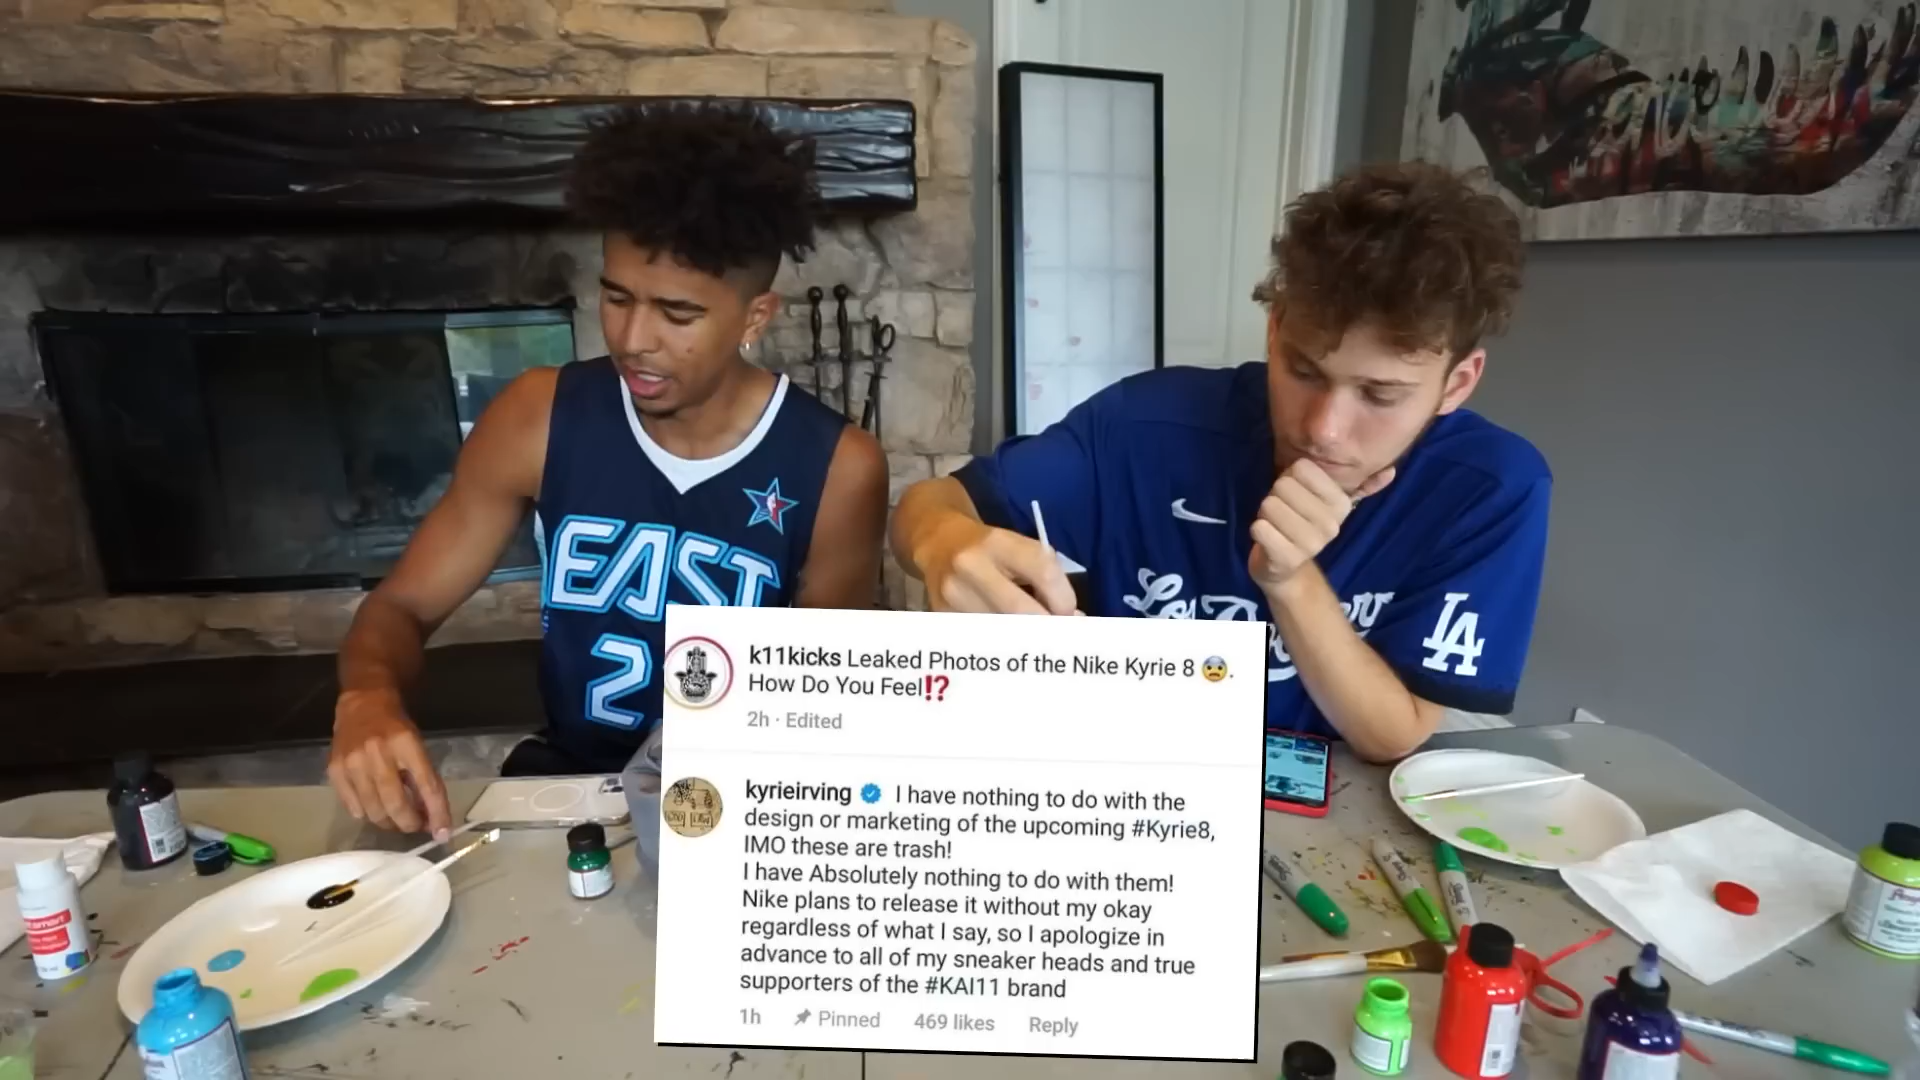 EAST
2
Los
LA
k11kicks Leaked Photos of the Nike Kyrie 8 😨.
How Do You Feel⁉️
2h · Edited
kyrieirving I have nothing to do with the
design or marketing of the upcoming #Kyrie8,
IMO these are trash!
I have Absolutely nothing to do with them!
Nike plans to release it without my okay
regardless of what I say, so I apologize in
advance to all of my sneaker heads and true
supporters of the #KAI11 brand
1h Pinned 469 likes Reply